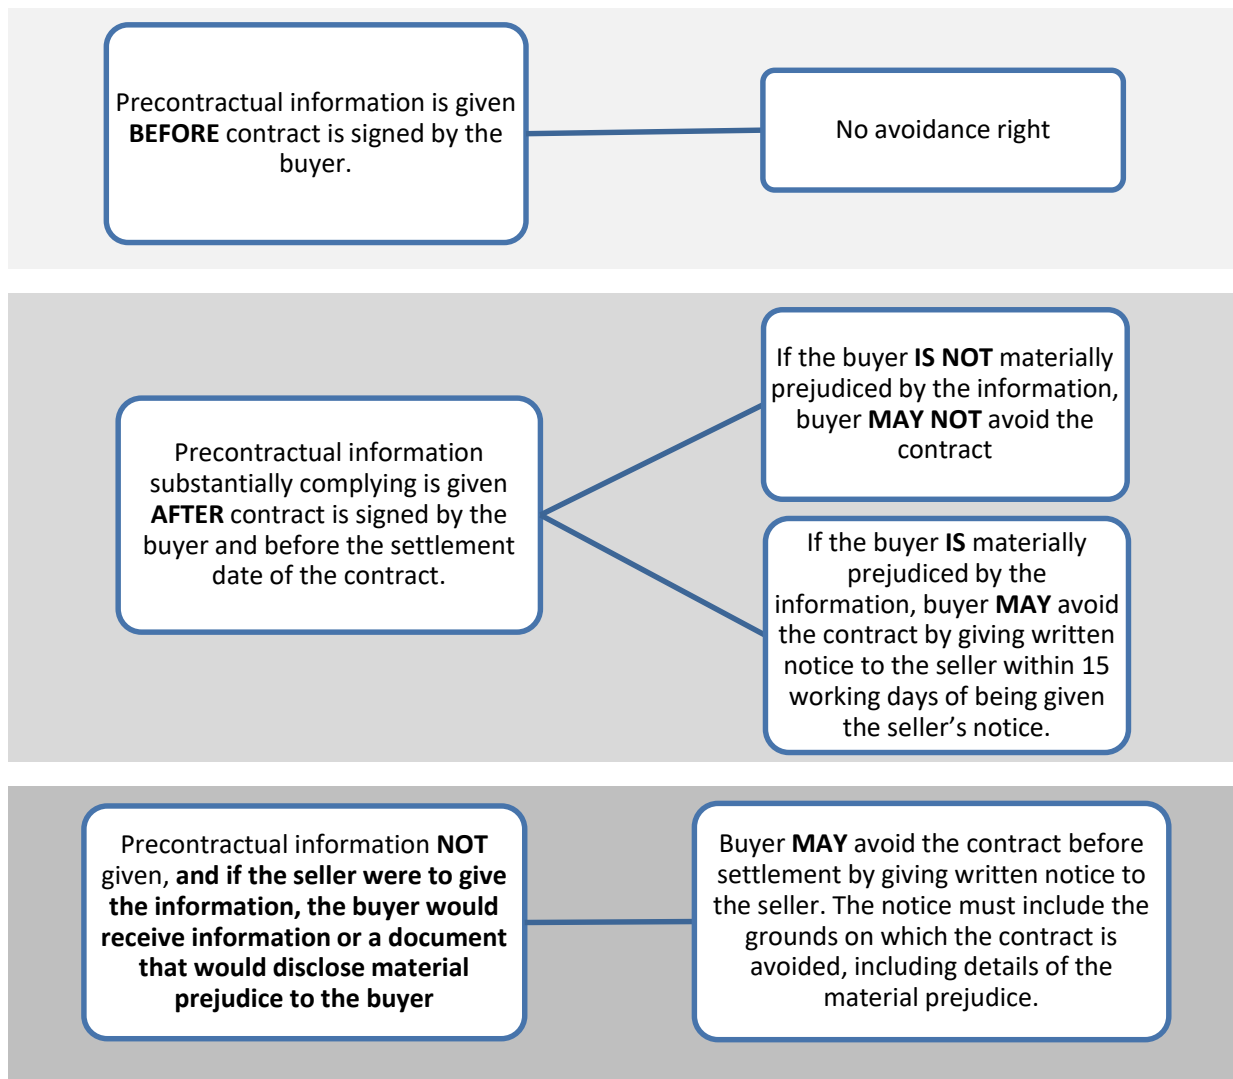 Precontractual information is given
BEFORE contract is signed by the
buyer.
No avoidance right
Precontractual information
substantially complying is given
AFTER contract is signed by the
buyer and before the settlement
date of the contract.
If the buyer IS NOT materially
prejudiced by the information,
buyer MAY NOT avoid the
contract
If the buyer IS materially
prejudiced by the
information, buyer MAY avoid
the contract by giving written
notice to the seller within 15
working days of being given
the seller’s notice.
Precontractual information NOT
given, and if the seller were to give
the information, the buyer would
receive information or a document
that would disclose material
prejudice to the buyer
Buyer MAY avoid the contract before
settlement by giving written notice to
the seller. The notice must include the
grounds on which the contract is
avoided, including details of the
material prejudice.